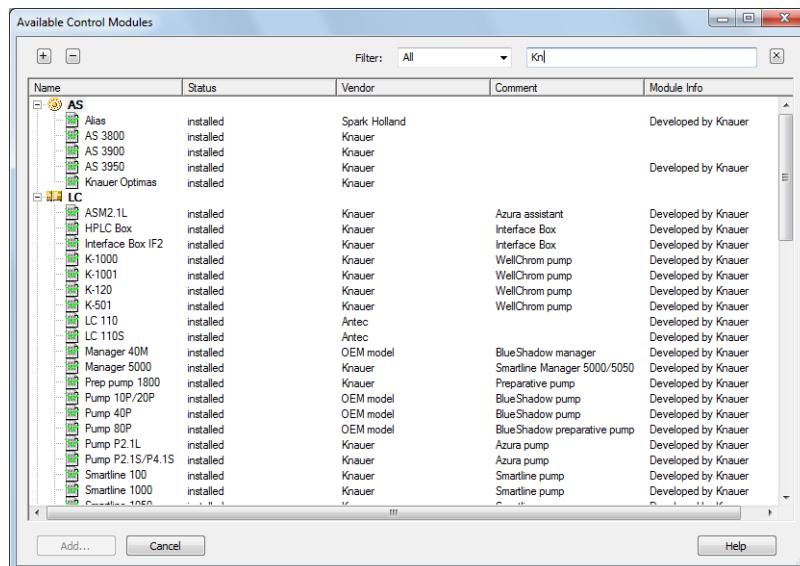 Available Control Modules
+ − Filter: All Kn
Name Status Vendor Comment Module Info
AS
Alias installed Spark Holland Developed by Knauer
AS 3800 installed Knauer
AS 3900 installed Knauer
AS 3950 installed Knauer Developed by Knauer
Knauer Optimas installed Knauer
LC
ASM2.1L installed Knauer Azura assistant Developed by Knauer
HPLC Box installed Knauer Interface Box Developed by Knauer
Interface Box IF2 installed Knauer Interface Box Developed by Knauer
K-1000 installed Knauer WellChrom pump Developed by Knauer
K-1001 installed Knauer WellChrom pump Developed by Knauer
K-120 installed Knauer WellChrom pump Developed by Knauer
K-501 installed Knauer WellChrom pump Developed by Knauer
LC 110 installed Antec Developed by Knauer
LC 110S installed Antec Developed by Knauer
Manager 40M installed OEM model BlueShadow manager Developed by Knauer
Manager 5000 installed Knauer Smartline Manager 5000/5050 Developed by Knauer
Prep pump 1800 installed Knauer Preparative pump Developed by Knauer
Pump 10P/20P installed OEM model BlueShadow pump Developed by Knauer
Pump 40P installed OEM model BlueShadow pump Developed by Knauer
Pump 80P installed OEM model BlueShadow preparative pump Developed by Knauer
Pump P2.1L installed Knauer Azura pump Developed by Knauer
Pump P2.1S/P4.1S installed Knauer Azura pump Developed by Knauer
Smartline 100 installed Knauer Smartline pump Developed by Knauer
Smartline 1000 installed Knauer Smartline pump Developed by Knauer
Smartline 1050
Add... Cancel Help